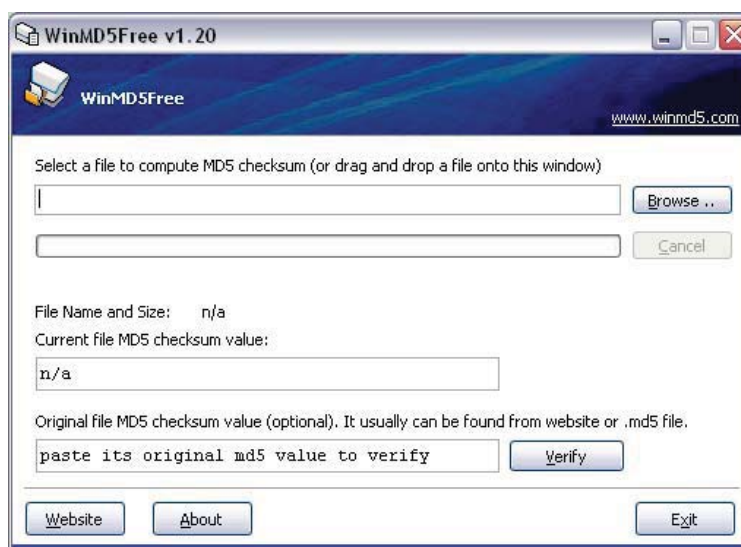 WinMD5Free v1.20
WinMD5Free
www.winmd5.com
Select a file to compute MD5 checksum (or drag and drop a file onto this window)
Browse ..
Cancel
File Name and Size: n/a
Current file MD5 checksum value:
n/a
Original file MD5 checksum value (optional). It usually can be found from website or .md5 file.
paste its original md5 value to verify Verify
Website About Exit